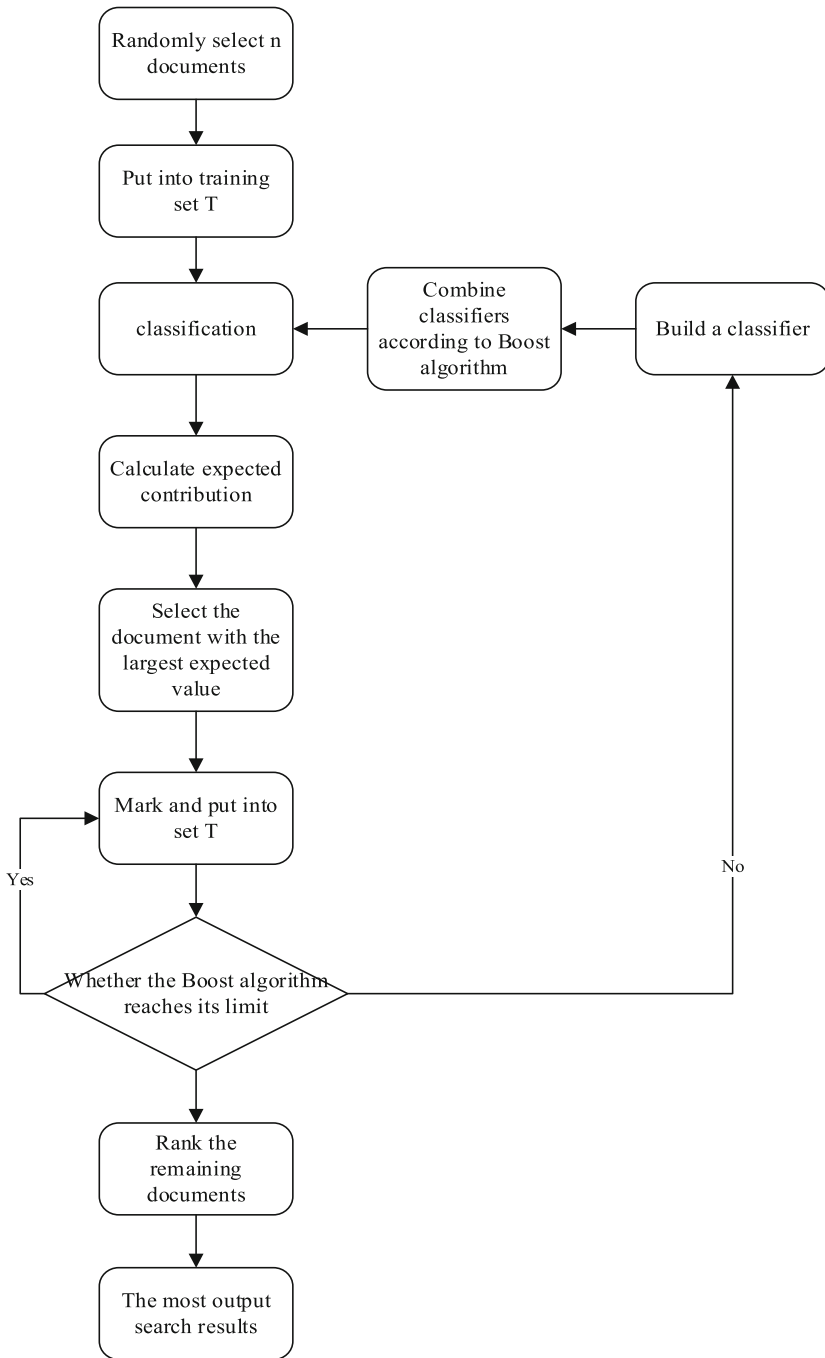 Randomly select n
documents
Put into training
set T
classification
Combine
classifiers
according to Boost
algorithm
Build a classifier
Calculate expected
contribution
Select the
document with the
largest expected
value
Mark and put into
set T
Yes
No
Whether the Boost algorithm
reaches its limit
Rank the
remaining
documents
The most output
search results